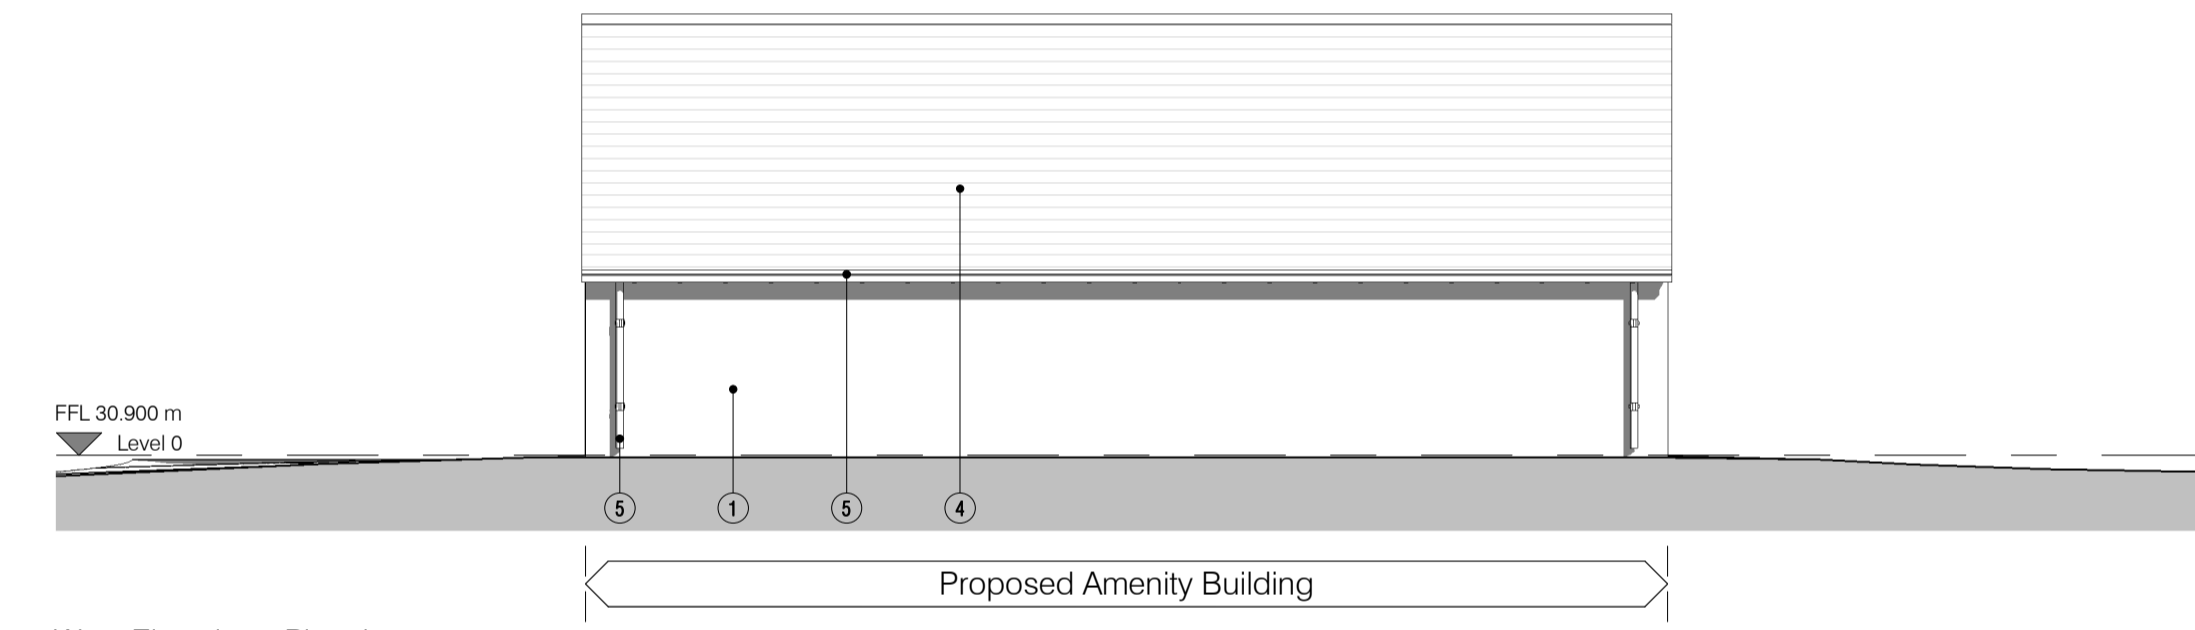 FFL 30.900 m
Level 0
5 1 5 4
Proposed Amenity Building